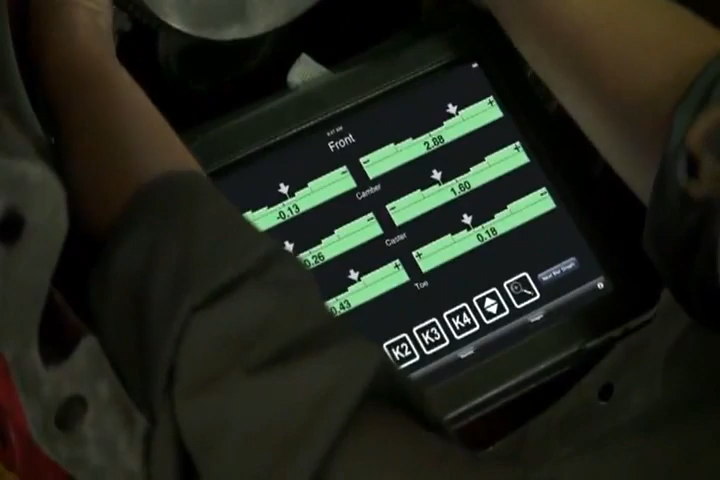 Front
-0.13 2.88
Camber
0.26 1.60
Caster
0.43 0.18
Toe
K2 K3 K4